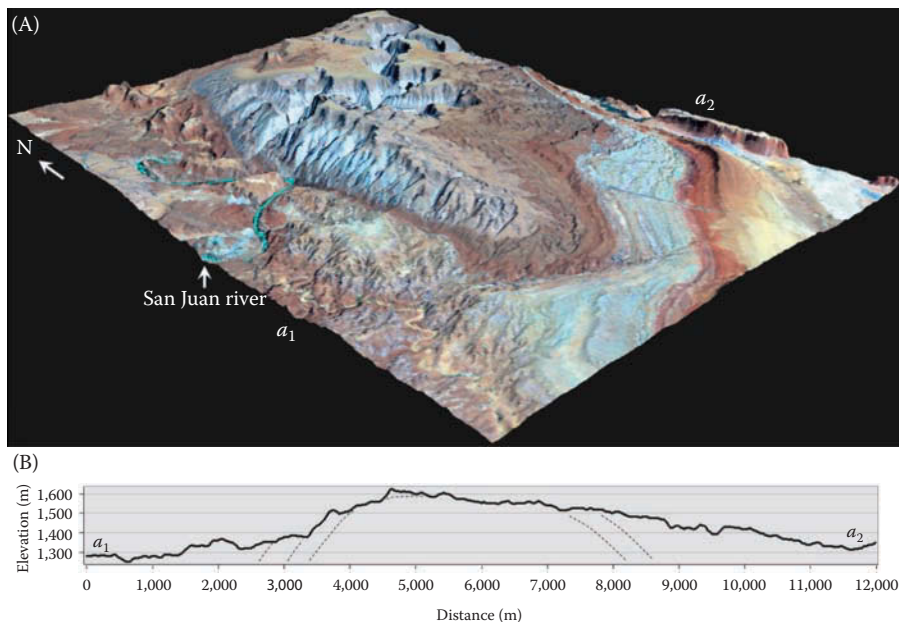 (A)
a2
N
San Juan river
a1
(B)
Elevation (m)
1,600
1,500
1,400
1,300
a1
a2
0 1,000 2,000 3,000 4,000 5,000 6,000 7,000 8,000 9,000 10,000 11,000 12,000
Distance (m)